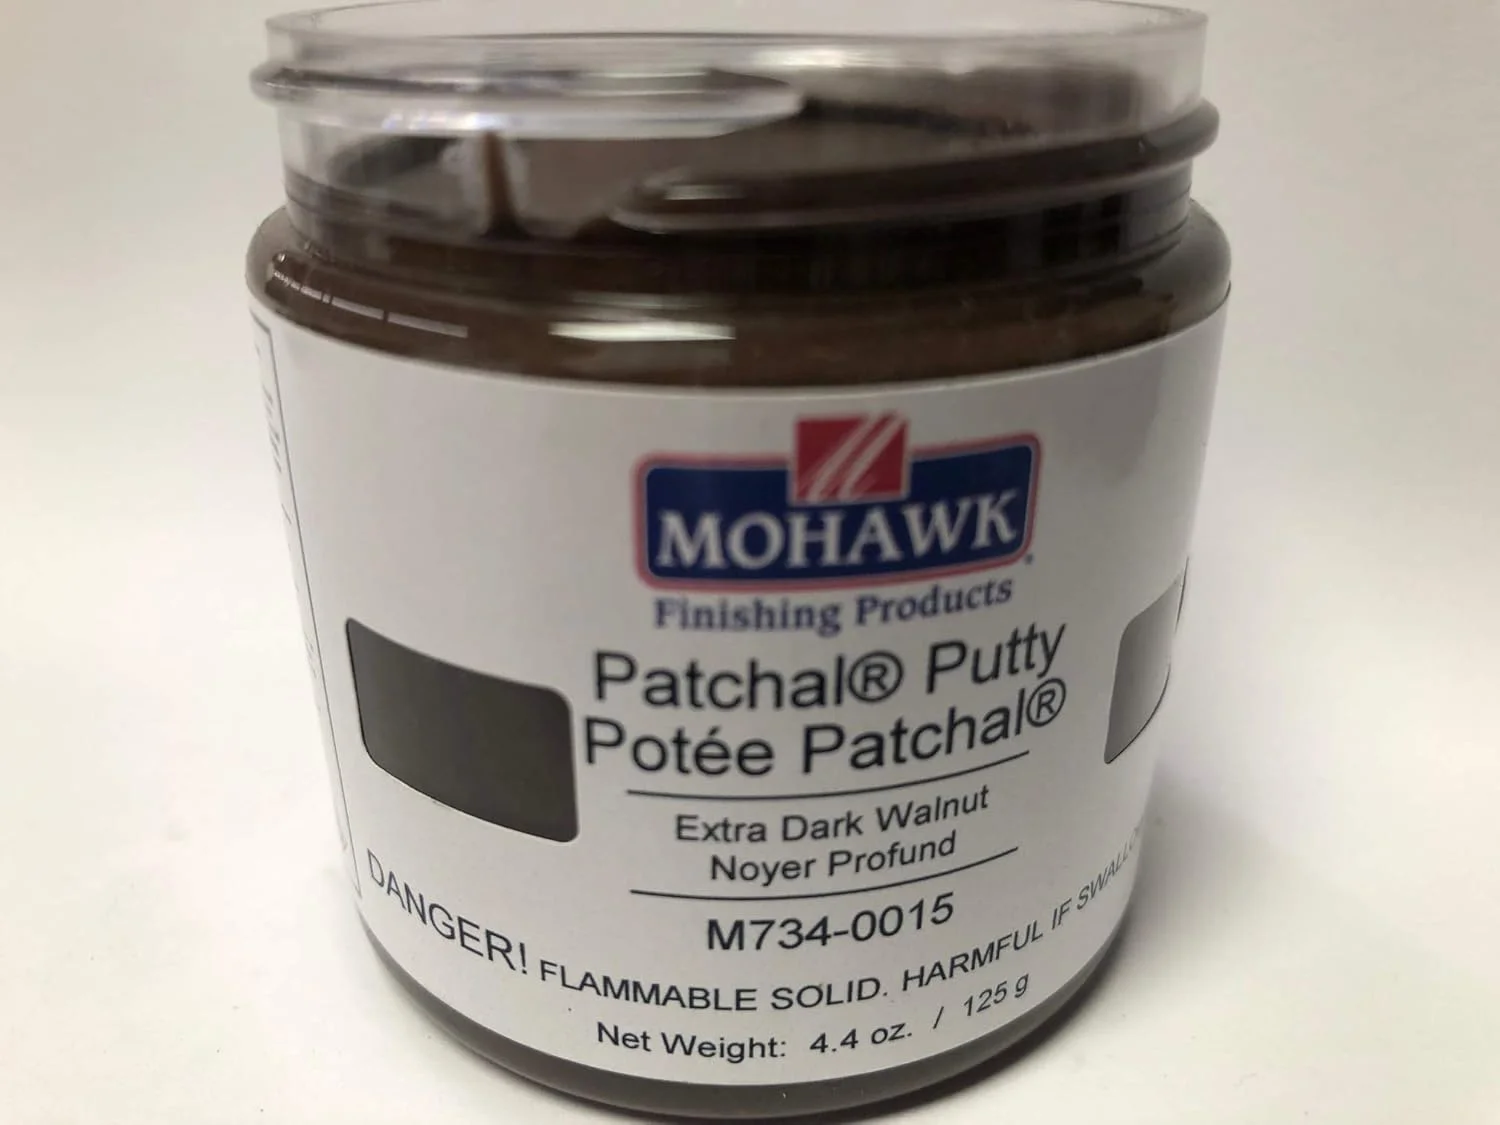 MOHAWK
Finishing Products
Patchal® Putty
Potée Patchal®
Extra Dark Walnut
Noyer Profund
M734-0015
DANGER! FLAMMABLE SOLID. HARMFUL IF
Net Weight: 4.4 oz. / 125 g